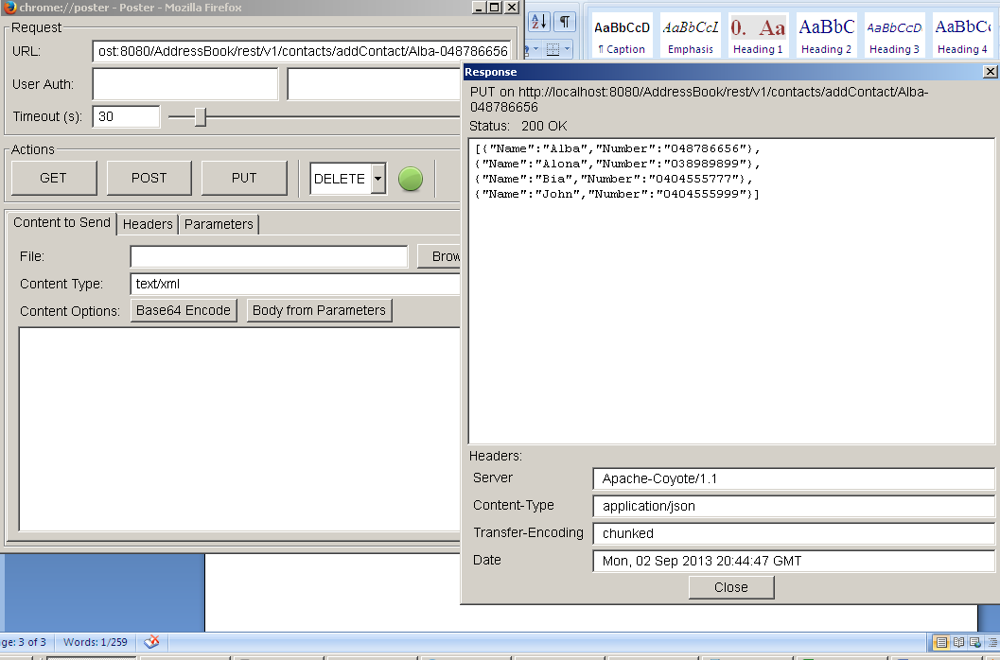 chrome://poster - Poster - Mozilla Firefox
Request
URL: ost:8080/AddressBook/rest/v1/contacts/addContact/Alba-048786656
User Auth:
Timeout (s): 30
Actions
GET POST PUT DELETE
Content to Send Headers Parameters
File: Brow
Content Type: text/xml
Content Options: Base64 Encode Body from Parameters
AaBbCcD AaBbCcL 0. Aa AaBbC AaBbCcD AaBbCc
¶ Caption Emphasis Heading 1 Heading 2 Heading 3 Heading 4
Response
PUT on http://localhost:8080/AddressBook/rest/v1/contacts/addContact/Alba-
048786656
Status: 200 OK
[{"Name":"Alba","Number":"048786656"},
{"Name":"Alona","Number":"038989899"},
{"Name":"Bia","Number":"0404555777"},
{"Name":"John","Number":"0404555999"}]
Headers:
Server Apache-Coyote/1.1
Content-Type application/json
Transfer-Encoding chunked
Date Mon, 02 Sep 2013 20:44:47 GMT
Close
ge: 3 of 3 Words: 1/259